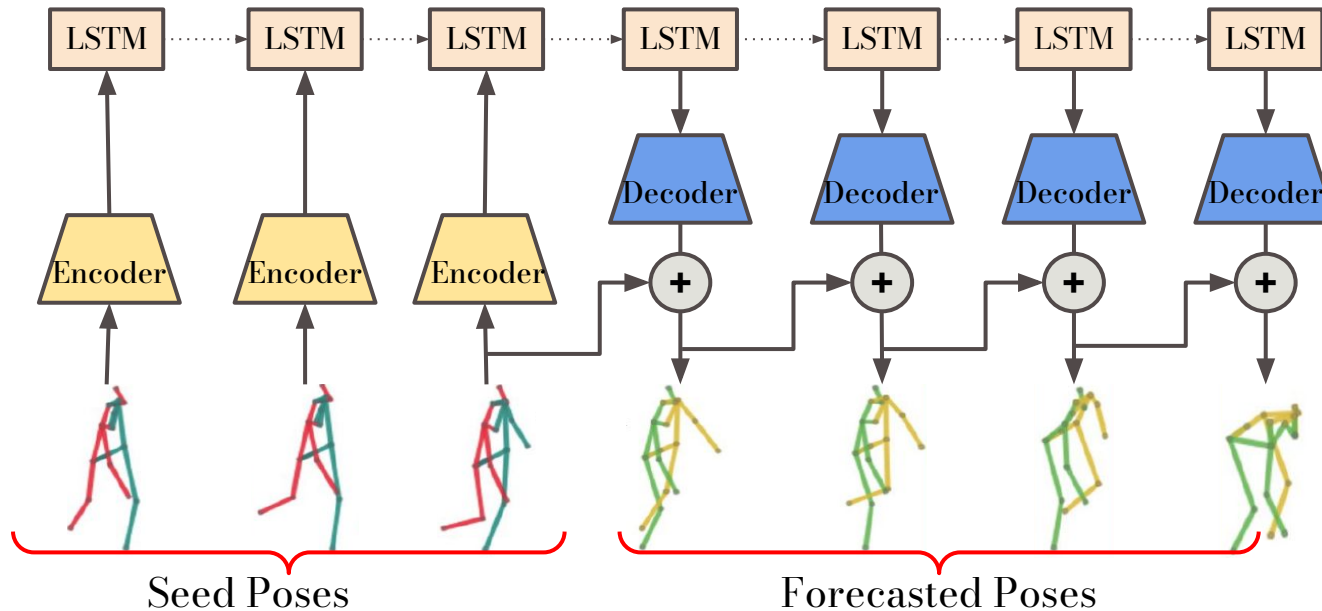 LSTM LSTM LSTM LSTM LSTM LSTM LSTM
Decoder Decoder Decoder Decoder
Encoder Encoder Encoder
+ + + +
Seed Poses Forecasted Poses